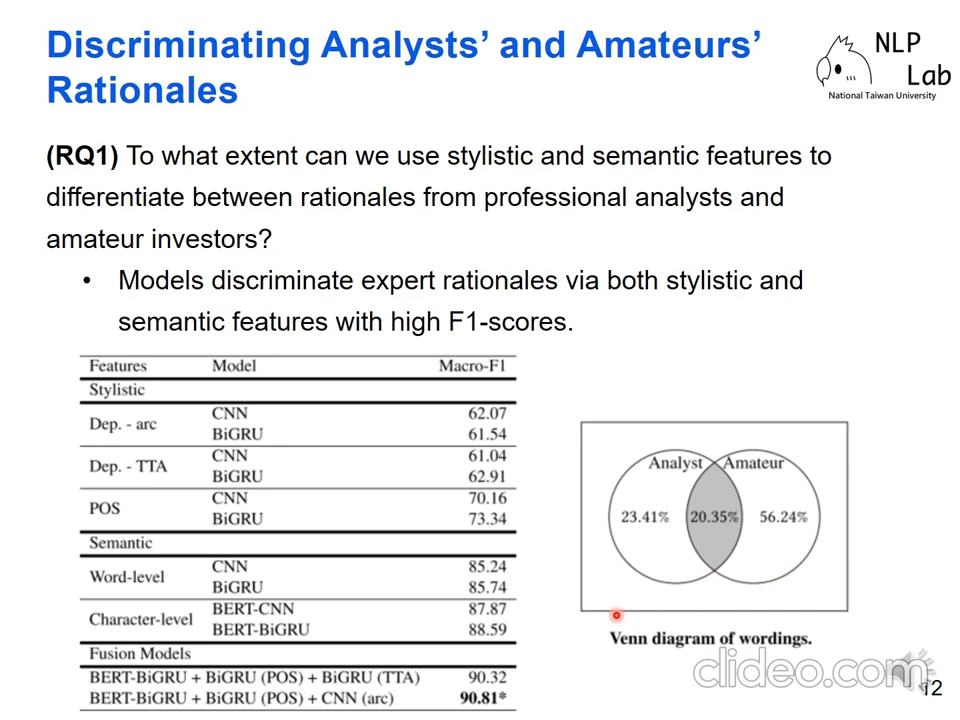 Discriminating Analysts' and Amateurs'
Rationales
NLP
Lab
National Taiwan University
(RQ1) To what extent can we use stylistic and semantic features to
differentiate between rationales from professional analysts and
amateur investors?
• Models discriminate expert rationales via both stylistic and
semantic features with high F1-scores.
Features Model Macro-F1
Stylistic
Dep. - arc CNN 62.07
BiGRU 61.54
Dep. - TTA CNN 61.04
BiGRU 62.91
POS CNN 70.16
BiGRU 73.34
Semantic
Word-level CNN 85.24
BiGRU 85.74
Character-level BERT-CNN 87.87
BERT-BiGRU 88.59
Fusion Models
BERT-BiGRU + BiGRU (POS) + BiGRU (TTA) 90.32
BERT-BiGRU + BiGRU (POS) + CNN (arc) 90.81*
Analyst Amateur
23.41% 20.35% 56.24%
Venn diagram of wordings.
clideo.com
12